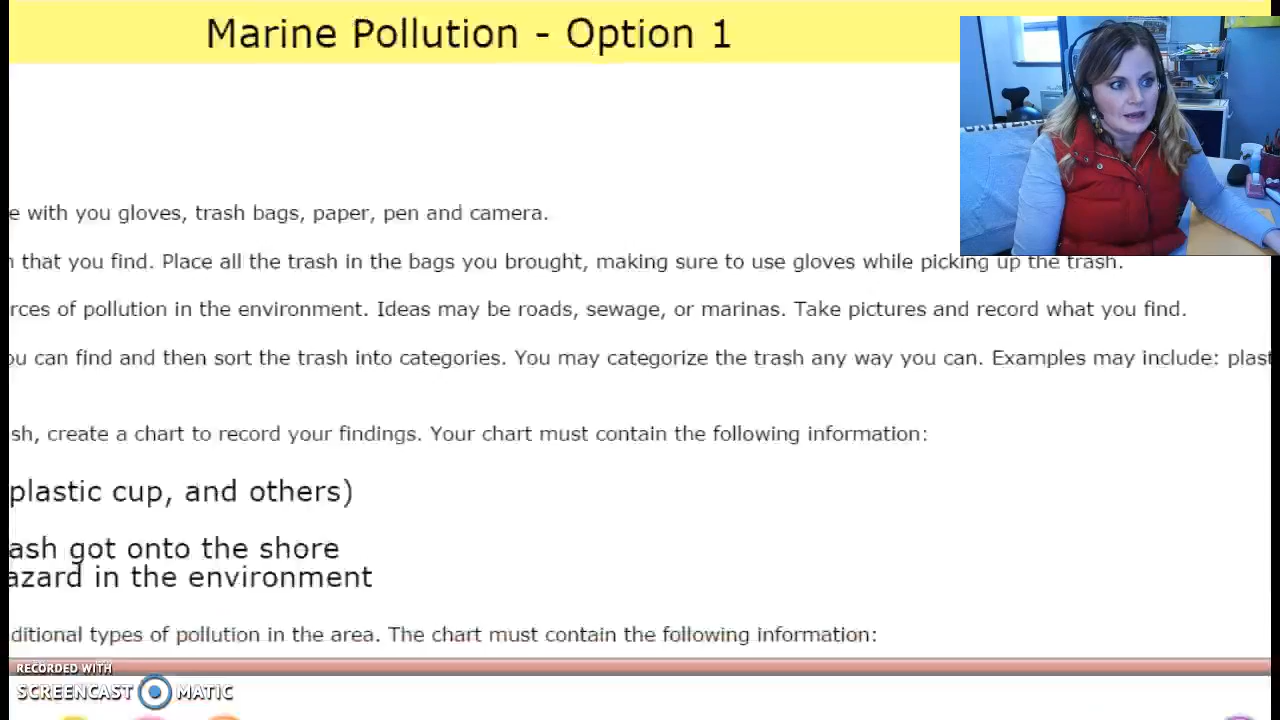 Marine Pollution - Option 1
e with you gloves, trash bags, paper, pen and camera.
that you find. Place all the trash in the bags you brought, making sure to use gloves while picking up the trash.
rces of pollution in the environment. Ideas may be roads, sewage, or marinas. Take pictures and record what you find.
ou can find and then sort the trash into categories. You may categorize the trash any way you can. Examples may include: plast
sh, create a chart to record your findings. Your chart must contain the following information:
plastic cup, and others)
ash got onto the shore
azard in the environment
ditional types of pollution in the area. The chart must contain the following information:
RECORDED WITH
SCREENCAST MATIC